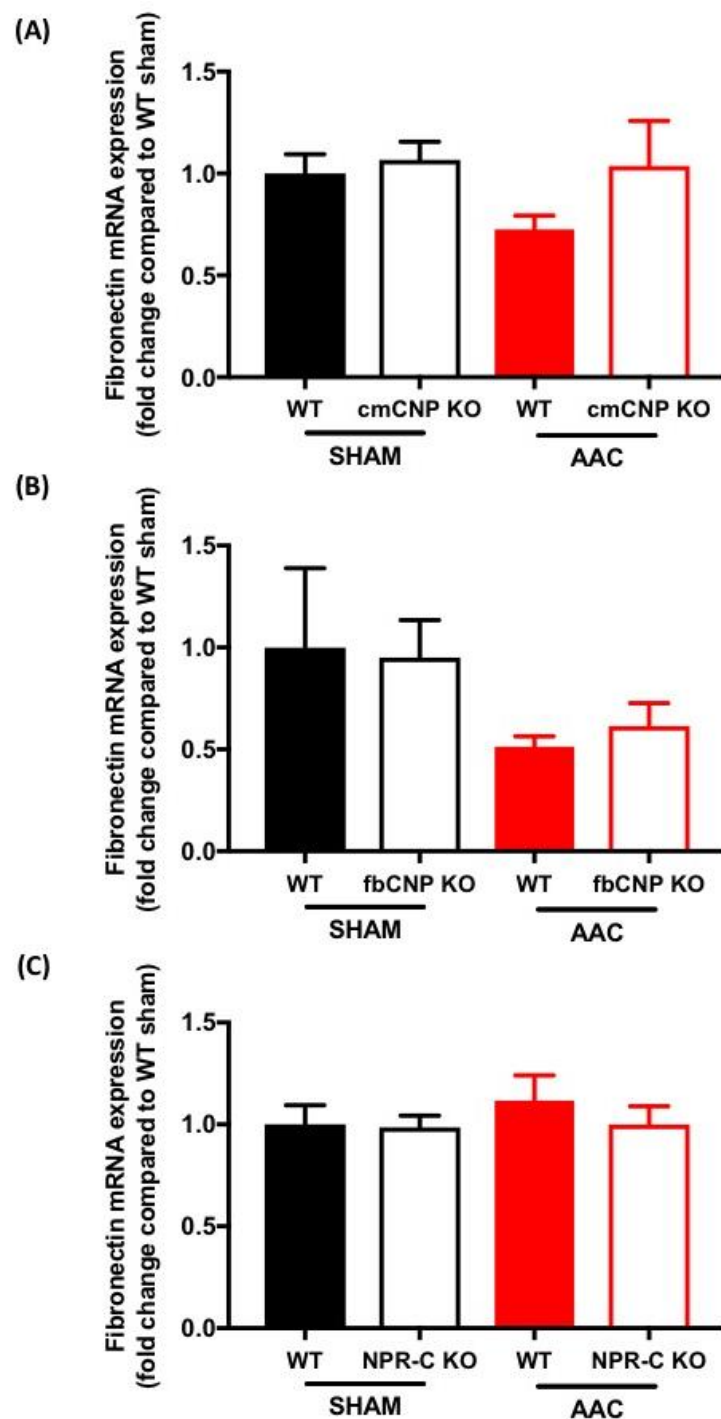 (A)
Fibronectin mRNA expression
(fold change compared to WT sham)
1.5
1.0
0.5
0.0
WT cmCNP KO WT cmCNP KO
SHAM AAC
(B)
Fibronectin mRNA expression
(fold change compared to WT sham)
1.5
1.0
0.5
0.0
WT fbCNP KO WT fbCNP KO
SHAM AAC
(C)
Fibronectin mRNA expression
(fold change compared to WT sham)
1.5
1.0
0.5
0.0
WT NPR-C KO WT NPR-C KO
SHAM AAC